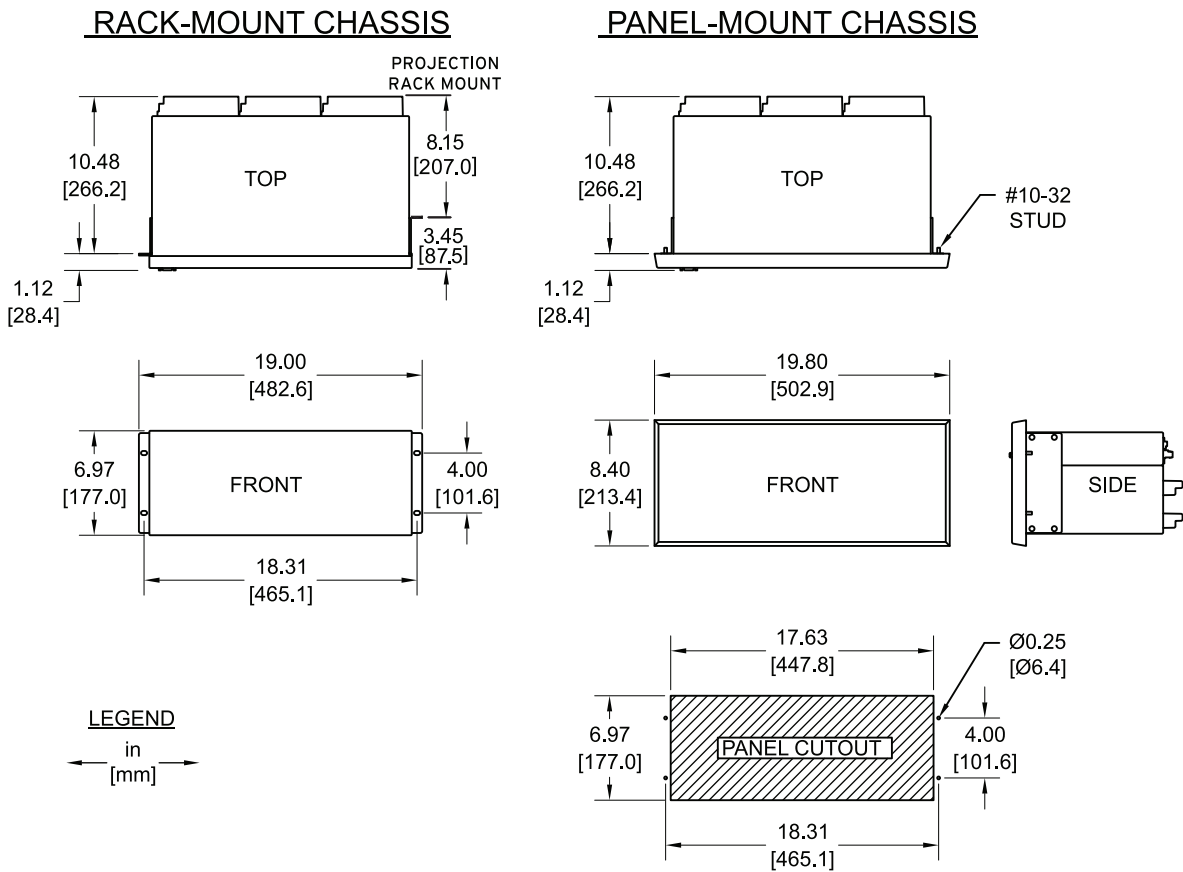 RACK-MOUNT CHASSIS
PROJECTION
RACK MOUNT
10.48
[266.2]
TOP
8.15
[207.0]
3.45
[87.5]
1.12
[28.4]
19.00
[482.6]
6.97
[177.0]
FRONT
4.00
[101.6]
18.31
[465.1]
LEGEND
in
[mm]
PANEL-MOUNT CHASSIS
10.48
[266.2]
TOP
#10-32
STUD
1.12
[28.4]
19.80
[502.9]
8.40
[213.4]
FRONT
SIDE
17.63
[447.8]
Ø0.25
[Ø6.4]
6.97
[177.0]
PANEL CUTOUT
4.00
[101.6]
18.31
[465.1]